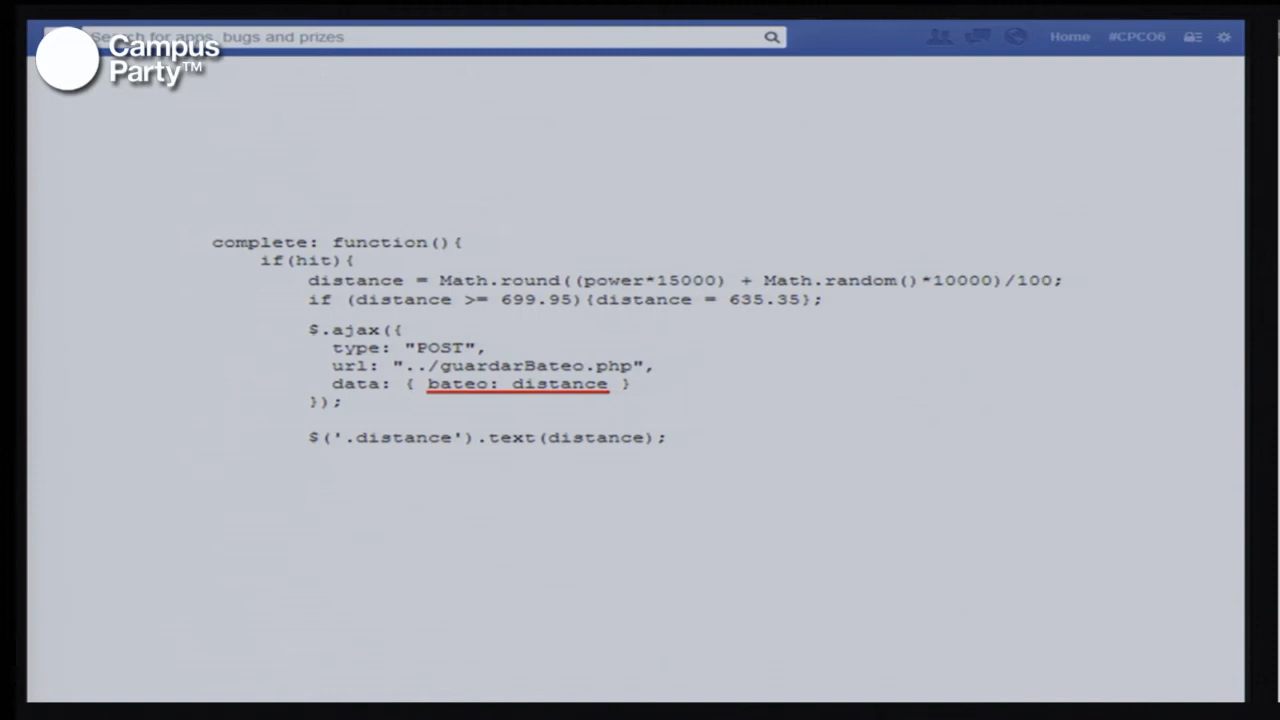 Search for apps, bugs and prizes
Home
#CPCO6
Campus
Party™
complete: function(){
if(hit){
distance = Math.round((power*15000) + Math.random()*10000)/100;
if (distance >= 699.95){distance = 635.35};
$.ajax({
type: "POST",
url: "../guardarBateo.php",
data: { bateo: distance }
});
$('.distance').text(distance);